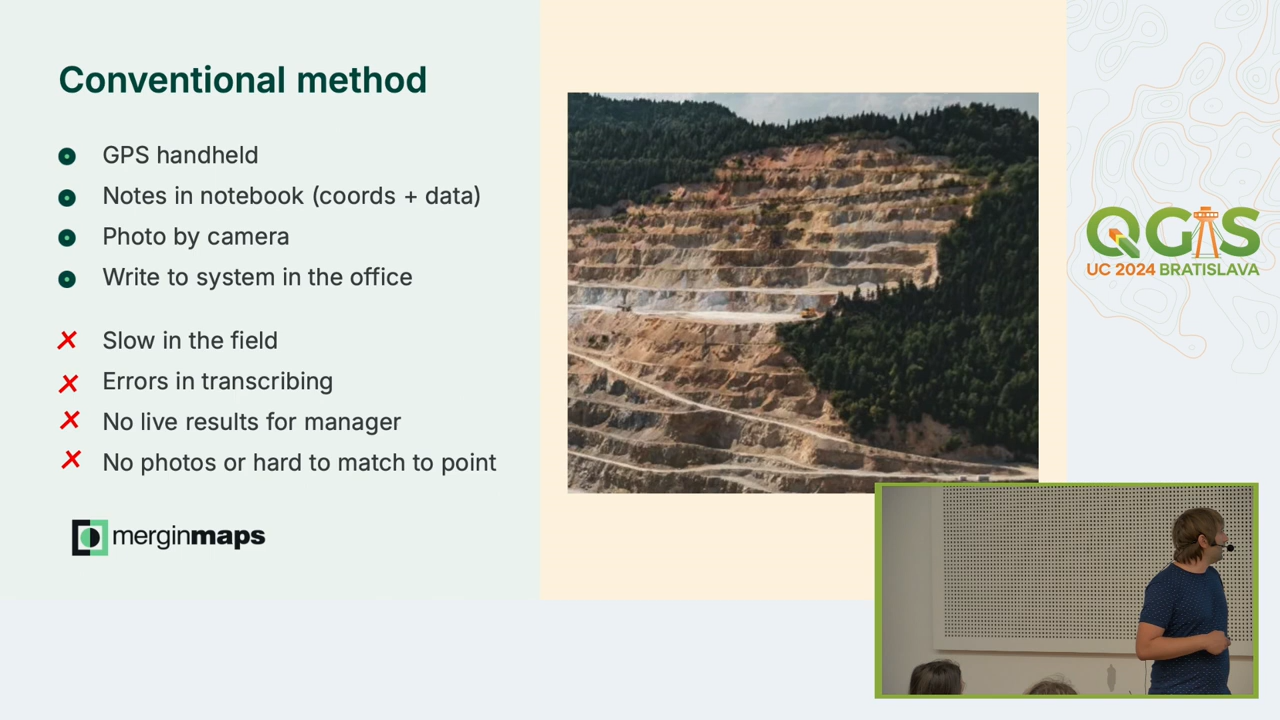 Conventional method
GPS handheld
Notes in notebook (coords + data)
Photo by camera
Write to system in the office
Slow in the field
Errors in transcribing
No live results for manager
No photos or hard to match to point
merginmaps
QGIS
UC 2024 BRATISLAVA